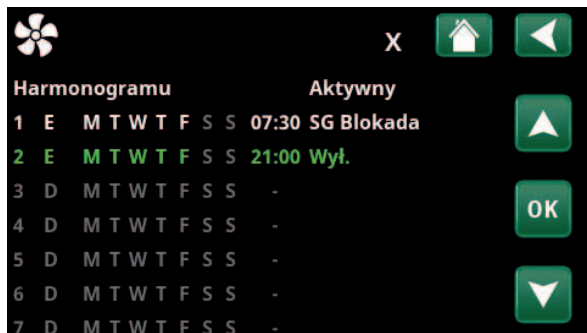 X
Harmonogramu Aktywny
1 E M T W T F S S 07:30 SG Blokada
2 E M T W T F S S 21:00 Wył.
3 D M T W T F S S -
4 D M T W T F S S -
OK
5 D M T W T F S S -
6 D M T W T F S S -
7 D M T W T F S S -